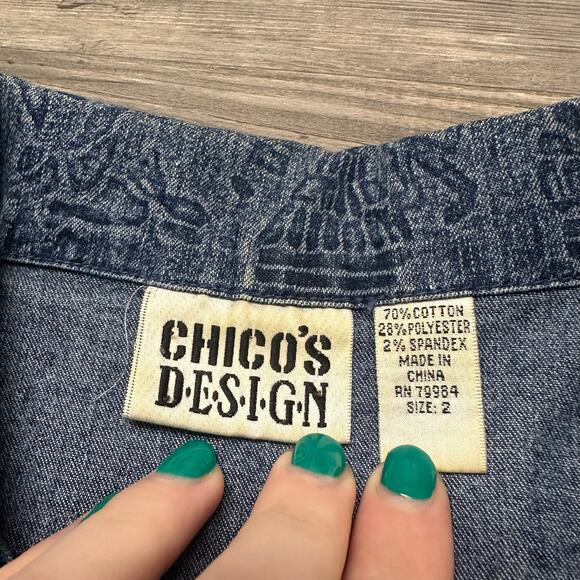 CHICO'S
D·E·S·I·G·N
70% COTTON
28% POLYESTER
2% SPANDEX
MADE IN
CHINA
RN 79984
SIZE: 2